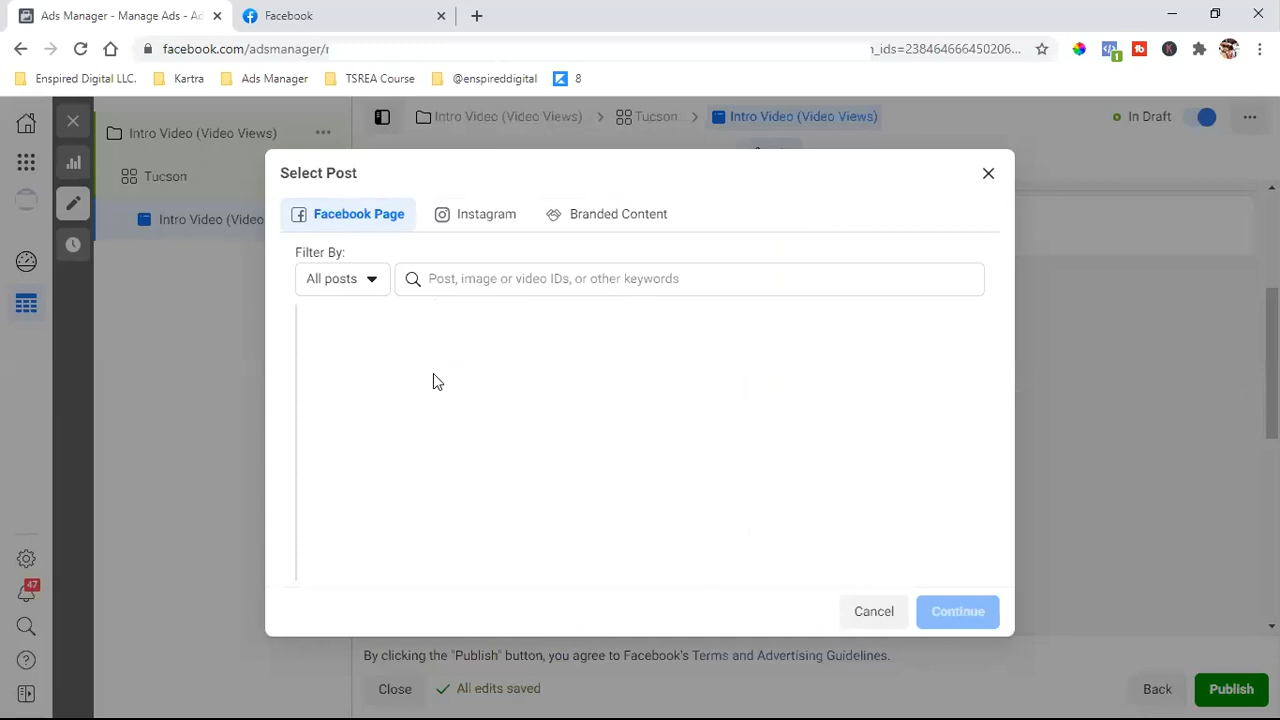 Ads Manager - Manage Ads - Ad
Facebook
facebook.com/adsmanager/r
n_ids=238464666450206...
1
Enspired Digital LLC.
Kartra
Ads Manager
TSREA Course
@enspireddigital
8
Intro Video (Video Views)
Tucson
Intro Video (Video
Intro Video (Video Views)
Tucson...
Intro Video (Video Views)
In Draft
Select Post
Facebook Page
Instagram
Branded Content
Filter By:
All posts
Post, image or video IDs, or other keywords
Cancel
Continue
47
By clicking the "Publish" button, you agree to Facebook's Terms and Advertising Guidelines.
Close
All edits saved
Back
Publish